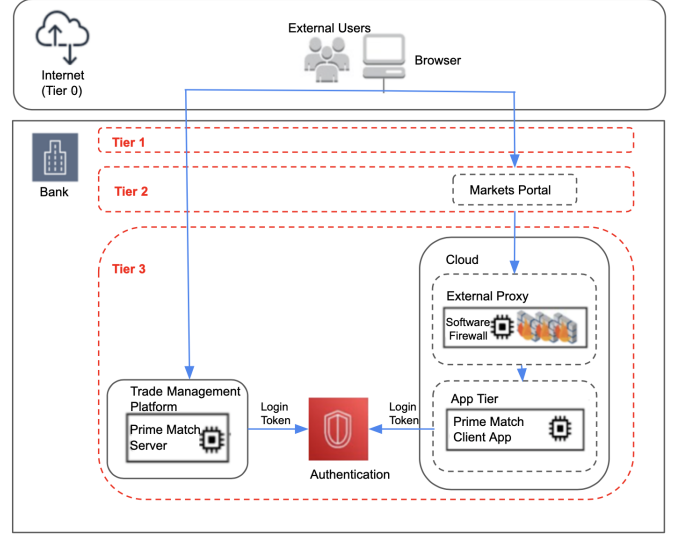 External Users
Browser
Internet
(Tier 0)
Tier 1
Bank
Tier 2
Markets Portal
Tier 3
Cloud
External Proxy
Software
Firewall
Trade Management
Platform
Prime Match
Server
Login
Token
Authentication
Login
Token
App Tier
Prime Match
Client App